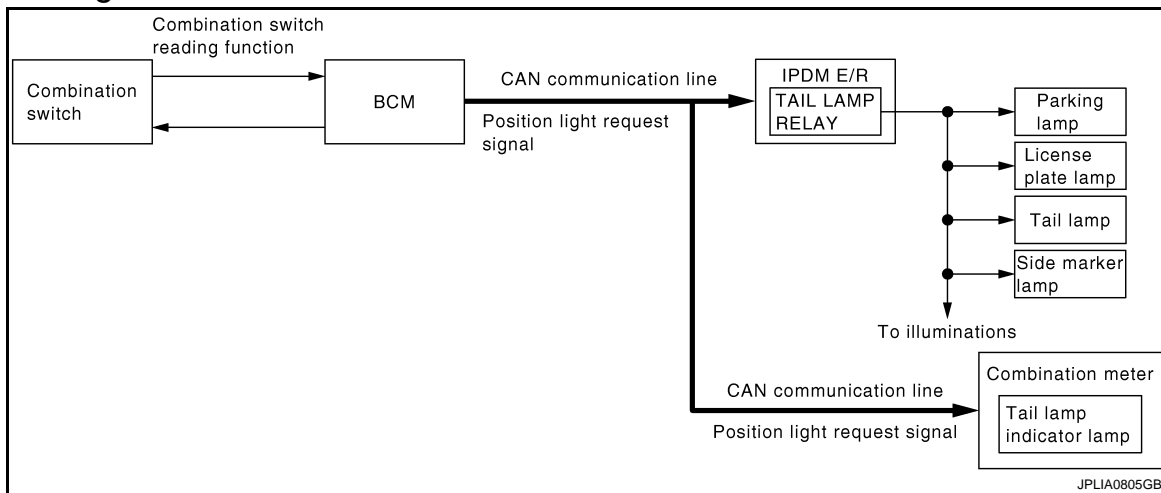 Combination switch
reading function
Combination
switch
BCM
CAN communication line
Position light request
signal
IPDM E/R
TAIL LAMP
RELAY
Parking
lamp
License
plate lamp
Tail lamp
Side marker
lamp
To illuminations
CAN communication line
Position light request signal
Combination meter
Tail lamp
indicator lamp
JPLIA0805GB